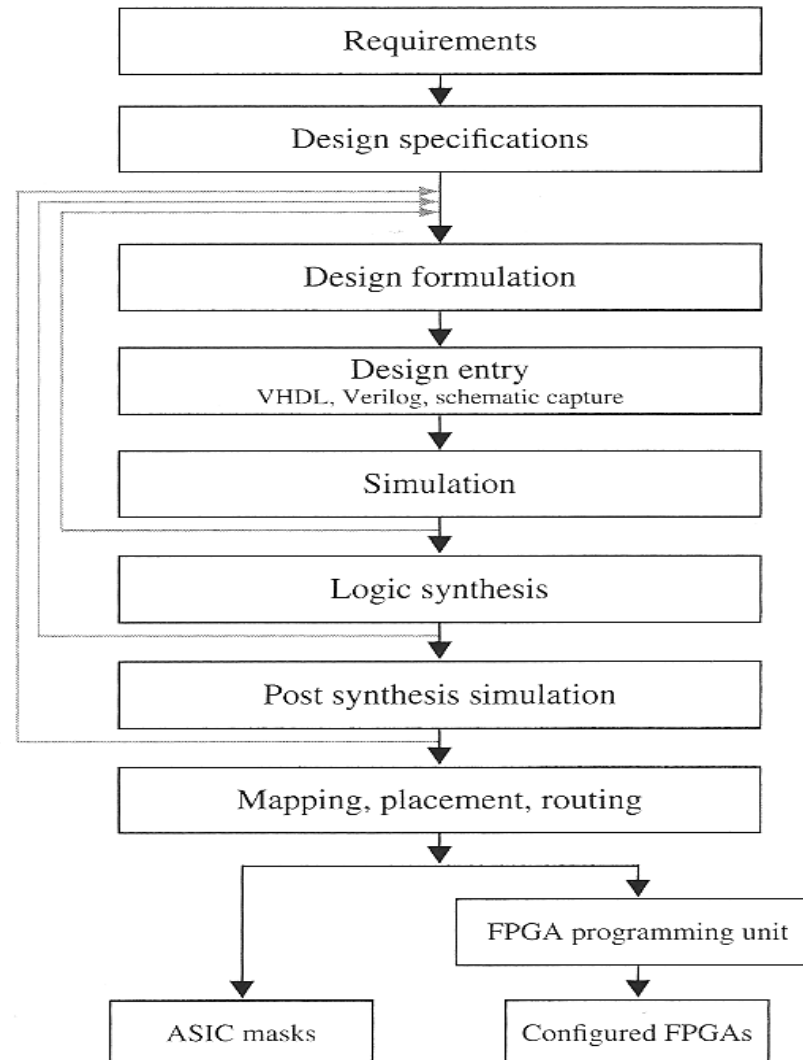 Requirements
Design specifications
Design formulation
Design entry
VHDL, Verilog, schematic capture
Simulation
Logic synthesis
Post synthesis simulation
Mapping, placement, routing
FPGA programming unit
ASIC masks
Configured FPGAs